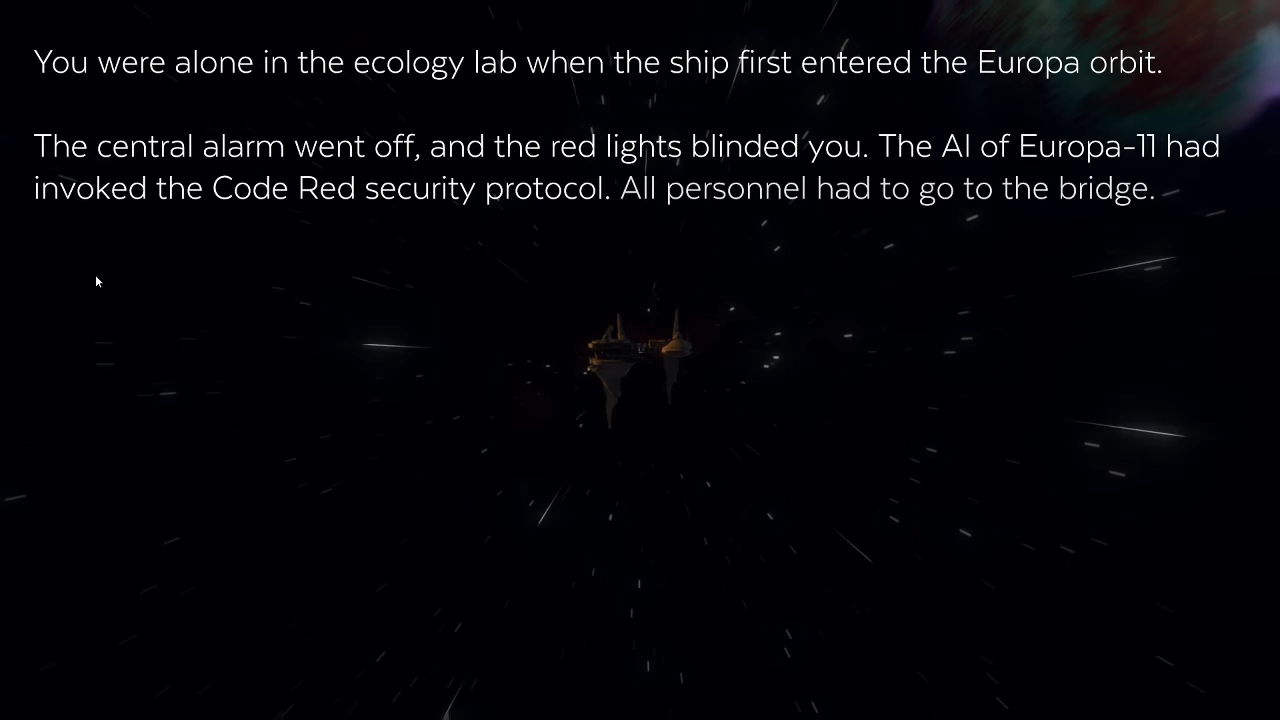 You were alone in the ecology lab when the ship first entered the Europa orbit.
The central alarm went off, and the red lights blinded you. The AI of Europa-11 had
invoked the Code Red security protocol. All personnel had to go to the bridge.